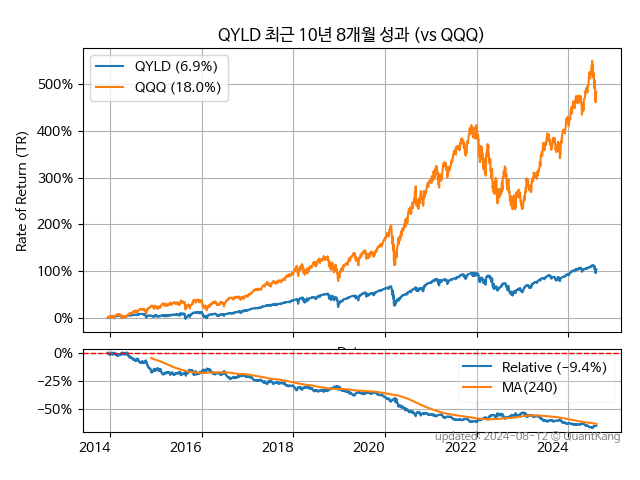 QYLD 최근 10년 8개월 성과 (vs QQQ)
QYLD (6.9%)
QQQ (18.0%)
Rate of Return (TR)
500%
400%
300%
200%
100%
0%
0%
−25%
−50%
Relative (−9.4%)
MA(240)
2014 2016 2018 2020 2022 2024
updated: 2024-08-12 © QuantKang